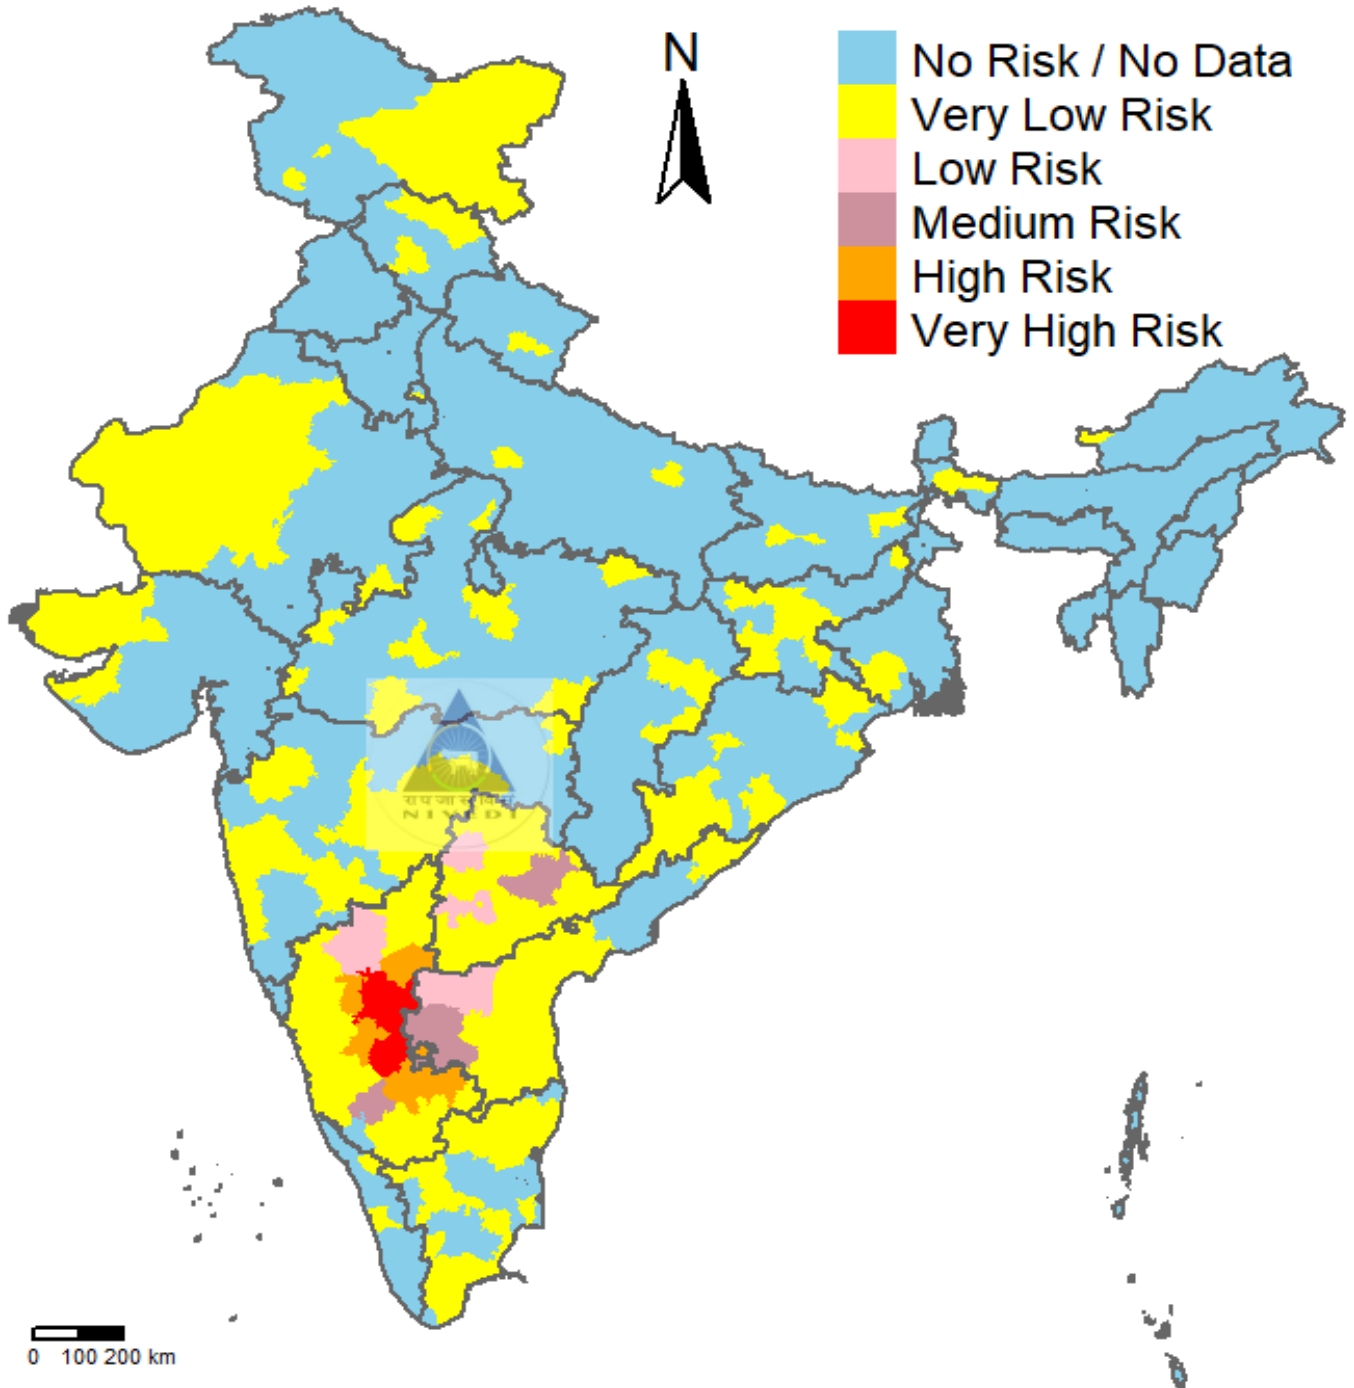 N
No Risk / No Data
Very Low Risk
Low Risk
Medium Risk
High Risk
Very High Risk
NIVEDI
0 100 200 km